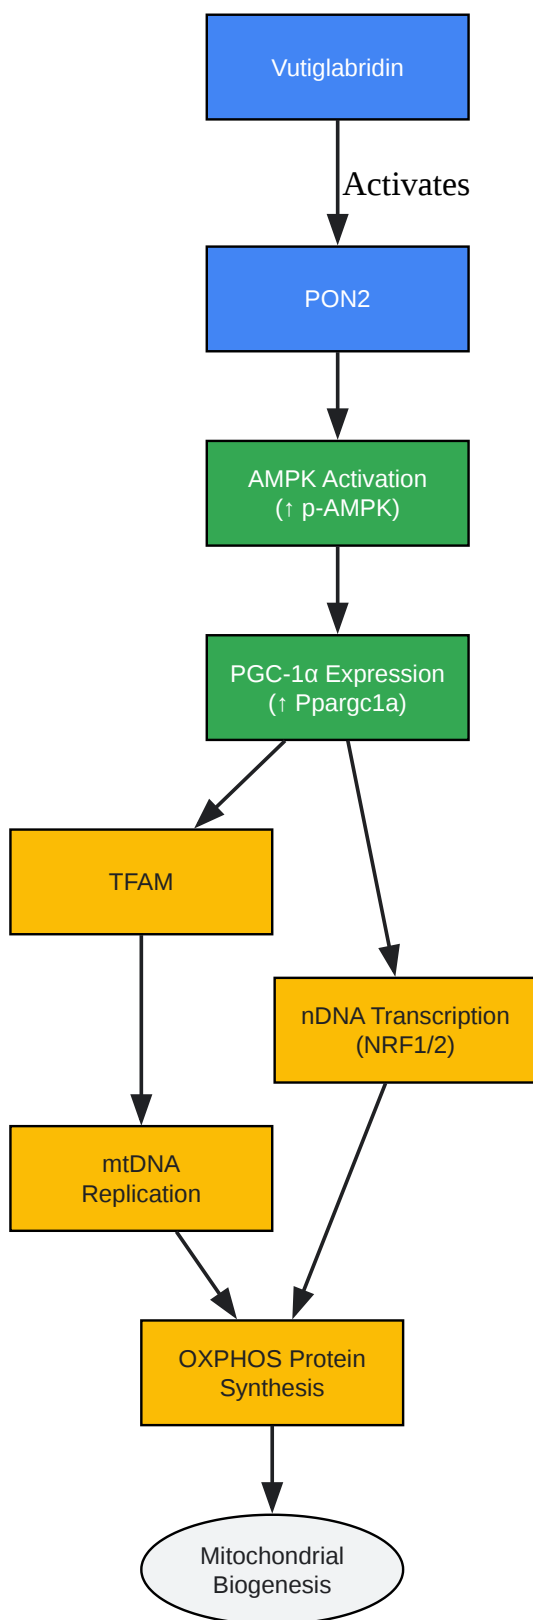 Vutiglabridin
Activates
PON2
AMPK Activation
(↑ p-AMPK)
PGC-1α Expression
(↑ Ppargc1a)
TFAM
nDNA Transcription
(NRF1/2)
mtDNA
Replication
OXPHOS Protein
Synthesis
Mitochondrial
Biogenesis